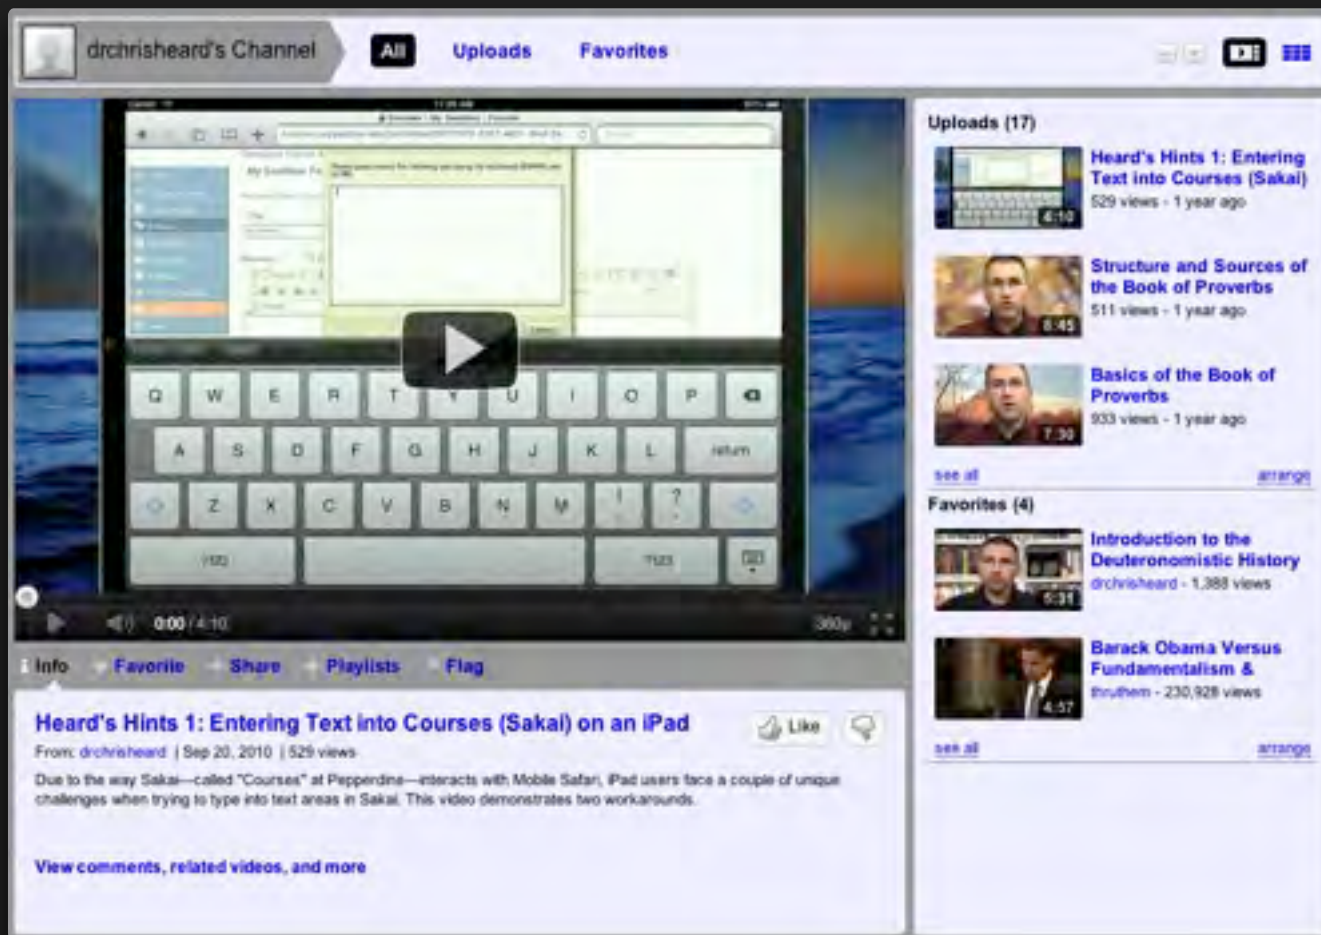 drchrisheard's Channel
All
Uploads
Favorites
Q W E R T Y U I O P
A S D F G H J K L return
Z X C V B N M ! ?
?123
0:00 / 4:10
360p
Info
Favorite
Share
Playlists
Flag
Heard's Hints 1: Entering Text into Courses (Sakai) on an iPad
Like
From: drchrisheard | Sep 20, 2010 | 529 views
Due to the way Sakai—called "Courses" at Pepperdine—interacts with Mobile Safari, iPad users face a couple of unique
challenges when trying to type into text areas in Sakai. This video demonstrates two workarounds.
View comments, related videos, and more
Uploads (17)
Heard's Hints 1: Entering
Text into Courses (Sakai)
529 views - 1 year ago
4:10
Structure and Sources of
the Book of Proverbs
511 views - 1 year ago
Basics of the Book of
Proverbs
933 views - 1 year ago
7:30
see all
arrange
Favorites (4)
Introduction to the
Deuteronomistic History
drchrisheard - 1,388 views
5:31
Barack Obama Versus
Fundamentalism &
thruthem - 230,928 views
4:57
see all
arrange